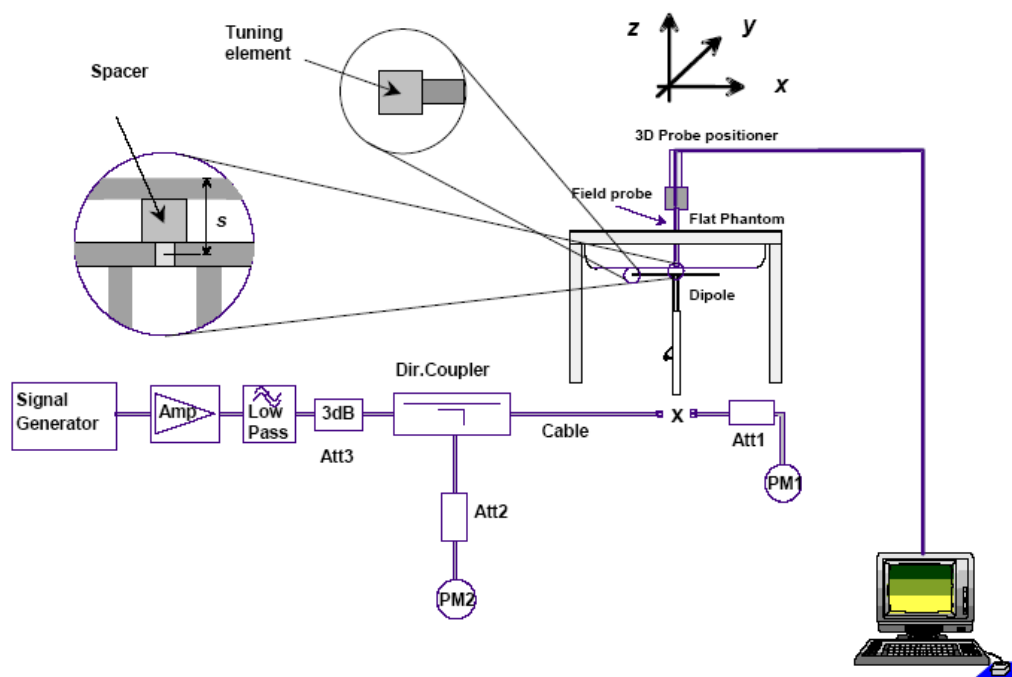 Tuning
element
Spacer
z
y
x
3D Probe positioner
Field probe
Flat Phantom
s
Dipole
Dir.Coupler
Signal
Generator
Amp
Low
Pass
3dB
Att3
Cable
X
Att1
PM1
Att2
PM2